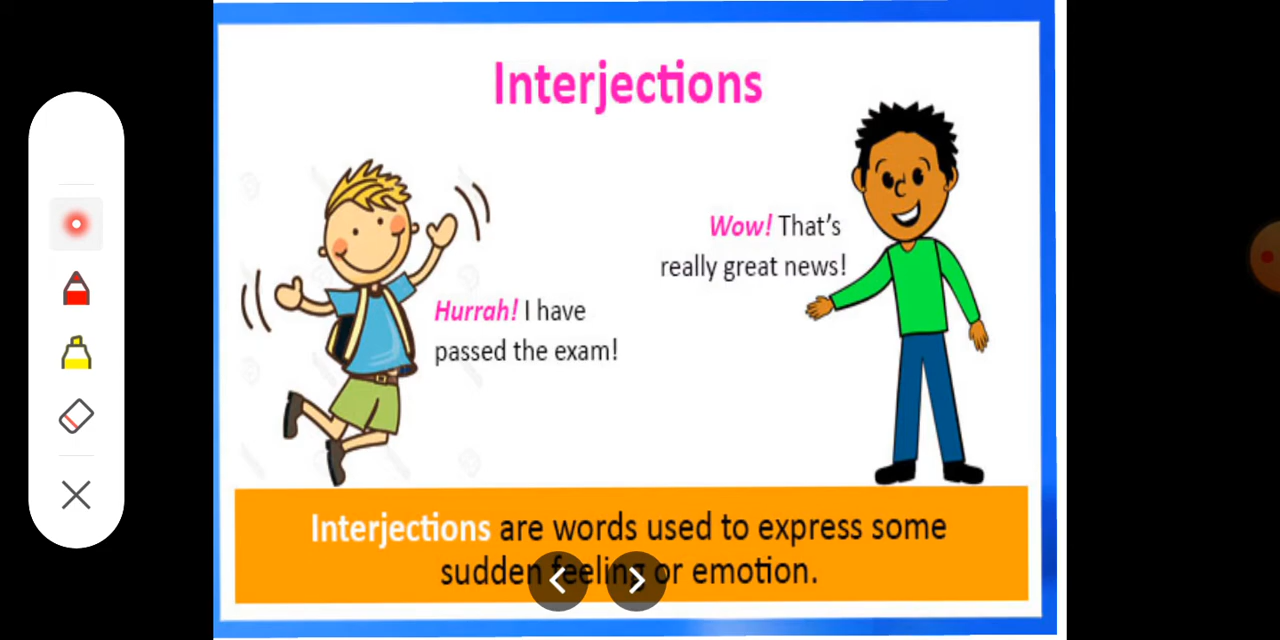 Interjections
Wow! That's
really great news!
Hurrah! I have
passed the exam!
Interjections are words used to express some
sudden feeling or emotion.